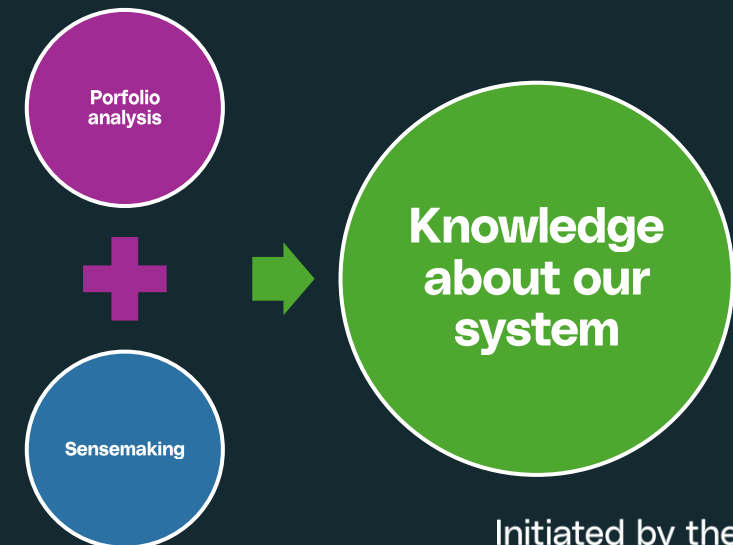 Porfolio
analysis
Knowledge
about our
system
Sensemaking
Initiated by the